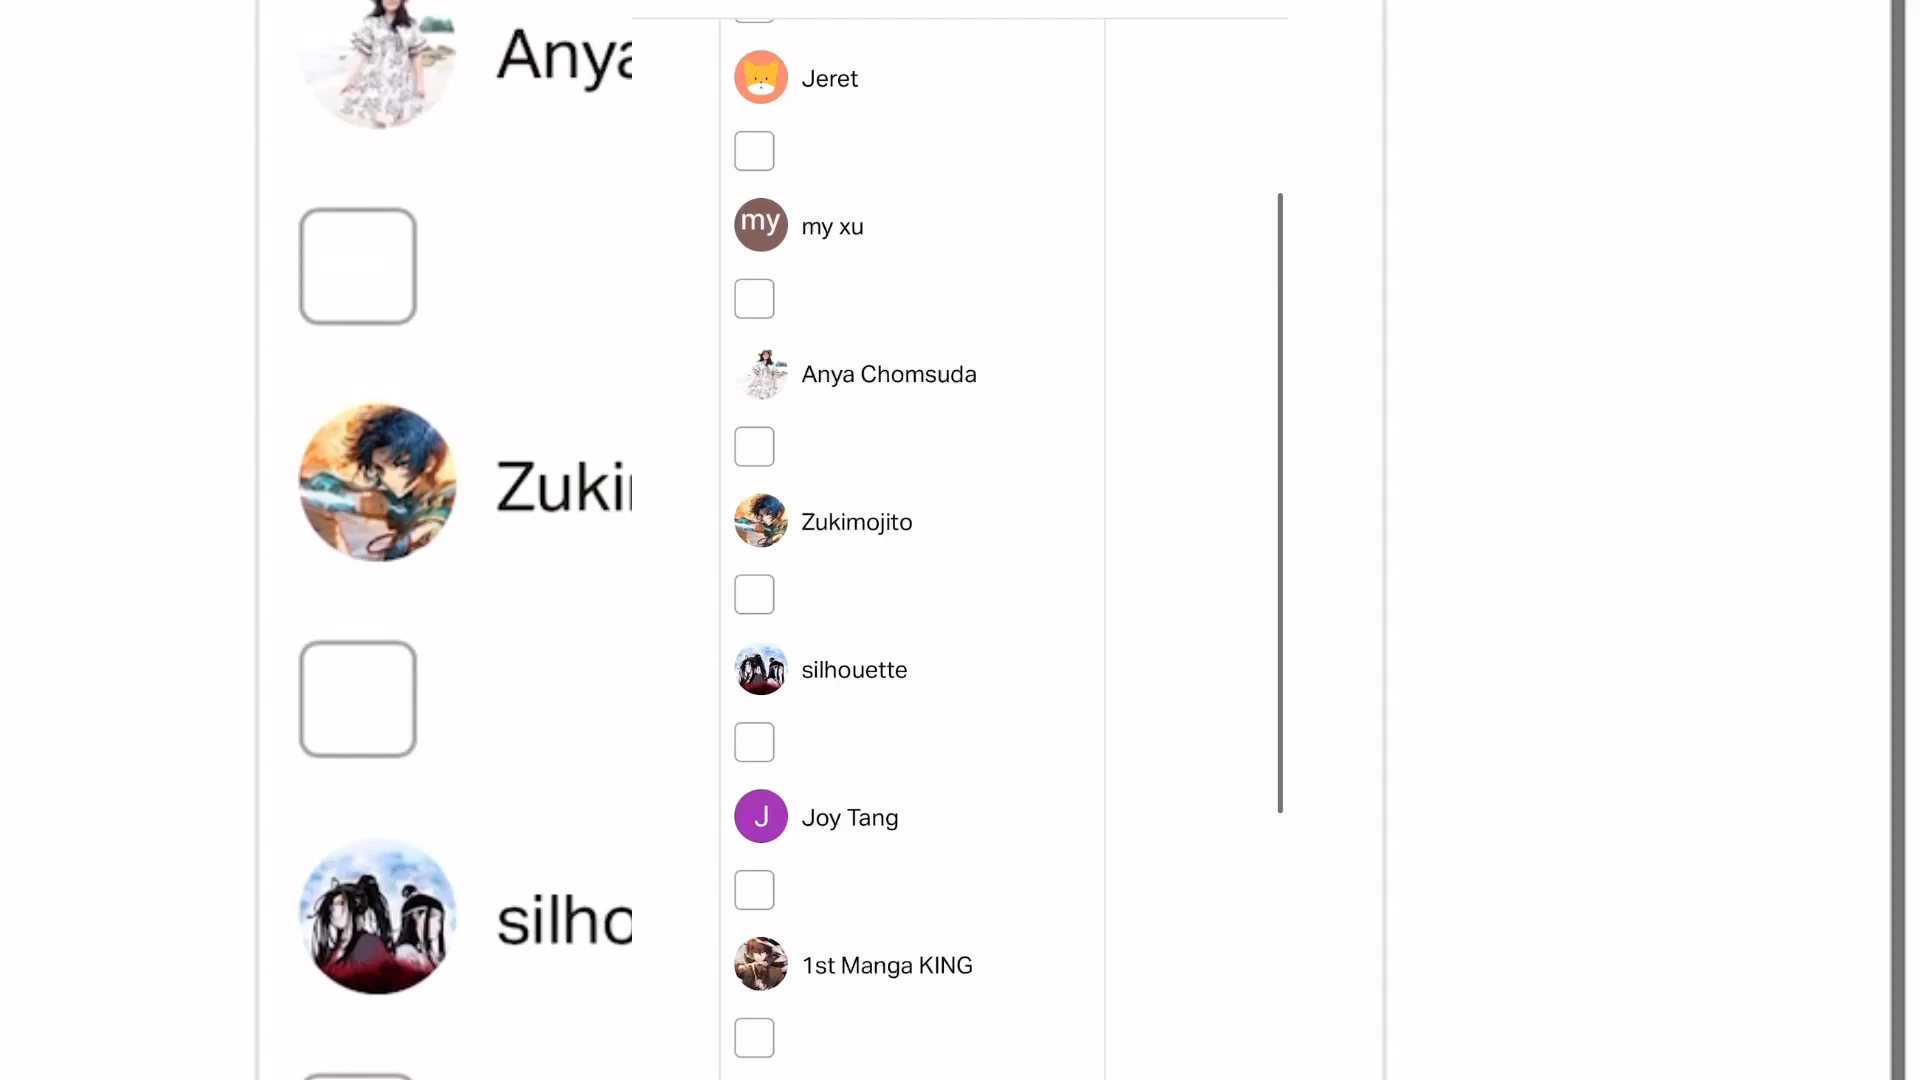 Anya
Zuki
silho
Jeret
my
my xu
Anya Chomsuda
Zukimojito
silhouette
J
Joy Tang
1st Manga KING